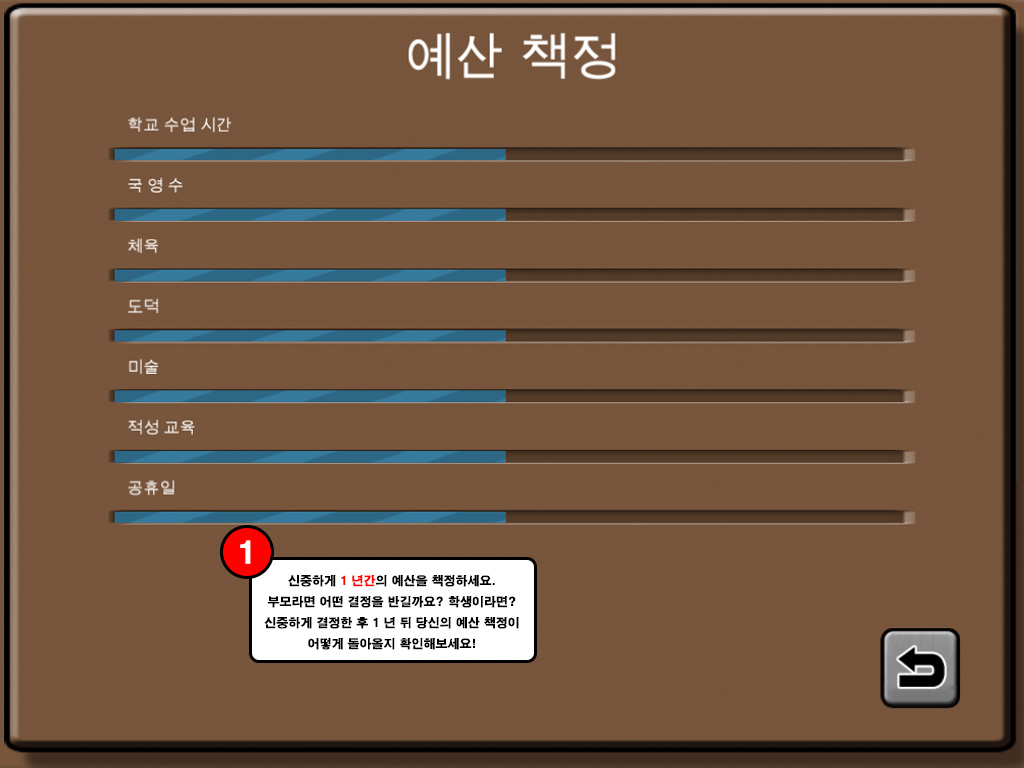 예산 책정
학교 수업 시간
국 영 수
체육
도덕
미술
적성 교육
공휴일
1
신중하게 1 년간의 예산을 책정하세요.
부모라면 어떤 결정을 반길까요? 학생이라면?
신중하게 결정한 후 1 년 뒤 당신의 예산 책정이
어떻게 돌아올지 확인해보세요!